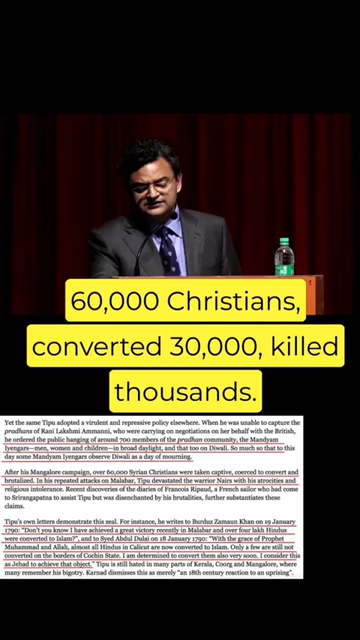 60,000 Christians,
converted 30,000, killed
thousands.
Yet the same Tipu adopted a virulent and repressive policy elsewhere. When he was unable to capture the
pradhans of Rani Lakshmi Ammanni, who were carrying on negotiations on her behalf with the British,
he ordered the public hanging of around 700 members of the pradhan community, the Mandyam
Iyengars—men, women and children—in broad daylight, and that too on Diwali. So much so that to this
day some Mandyam Iyengars observe Diwali as a day of mourning.
After his Mangalore campaign, over 60,000 Syrian Christians were taken captive, coerced to convert and
brutalized. In his repeated attacks on Malabar, Tipu devastated the warrior Nairs with his atrocities and
religious intolerance. Recent discoveries of the diaries of Francois Ripaud, a French sailor who had come
to Srirangapatna to assist Tipu but was disenchanted by his brutalities, further substantiates these
claims.
Tipu's own letters demonstrate this zeal. For instance, he writes to Burduz Zamaun Khan on 19 January
1790: "Don't you know I have achieved a great victory recently in Malabar and over four lakh Hindus
were converted to Islam?", and to Syed Abdul Dulai on 18 January 1790: "With the grace of Prophet
Muhammad and Allah, almost all Hindus in Calicut are now converted to Islam. Only a few are still not
converted on the borders of Cochin State. I am determined to convert them also very soon. I consider this
as Jehad to achieve that object." Tipu is still hated in many parts of Kerala, Coorg and Mangalore, where
many remember his bigotry. Karnad dismisses this as merely "an 18th century reaction to an uprising".